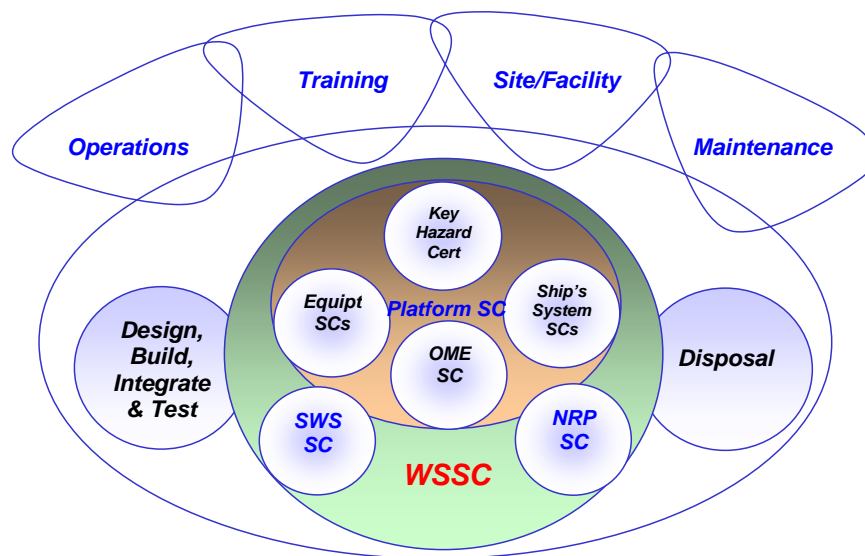 Training
Site/Facility
Operations
Maintenance
Key
Hazard
Cert
Equipt
SCs
Platform SC
Ship's
System
SCs
Design,
Build,
Integrate
& Test
OME
SC
Disposal
SWS
SC
NRP
SC
WSSC